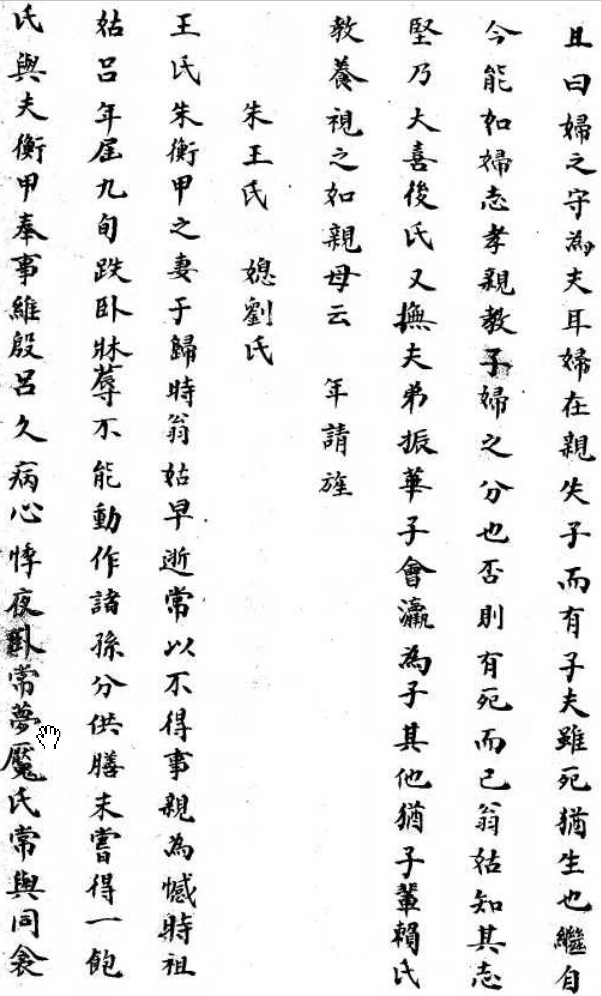 且曰婦之守為夫耳婦在親失子而有子夫雖死猶生也繼自
今能如婦志孝親教子婦之分也否則有死而已翁姑知其志
堅乃大喜後氏又撫夫弟振華子會瀛為子其他猶子輩賴氏
教養視之如親母云　年請旌
朱王氏　媳劉氏
王氏朱衡甲之妻于歸時翁姑早逝常以不得事親為憾時祖
姑呂年屆九旬跌臥牀蓐不能動作諸孫分供膳未嘗得一飽
氏與夫衡甲奉事維殷呂久病心悸夜臥常夢魘氏常與同衾